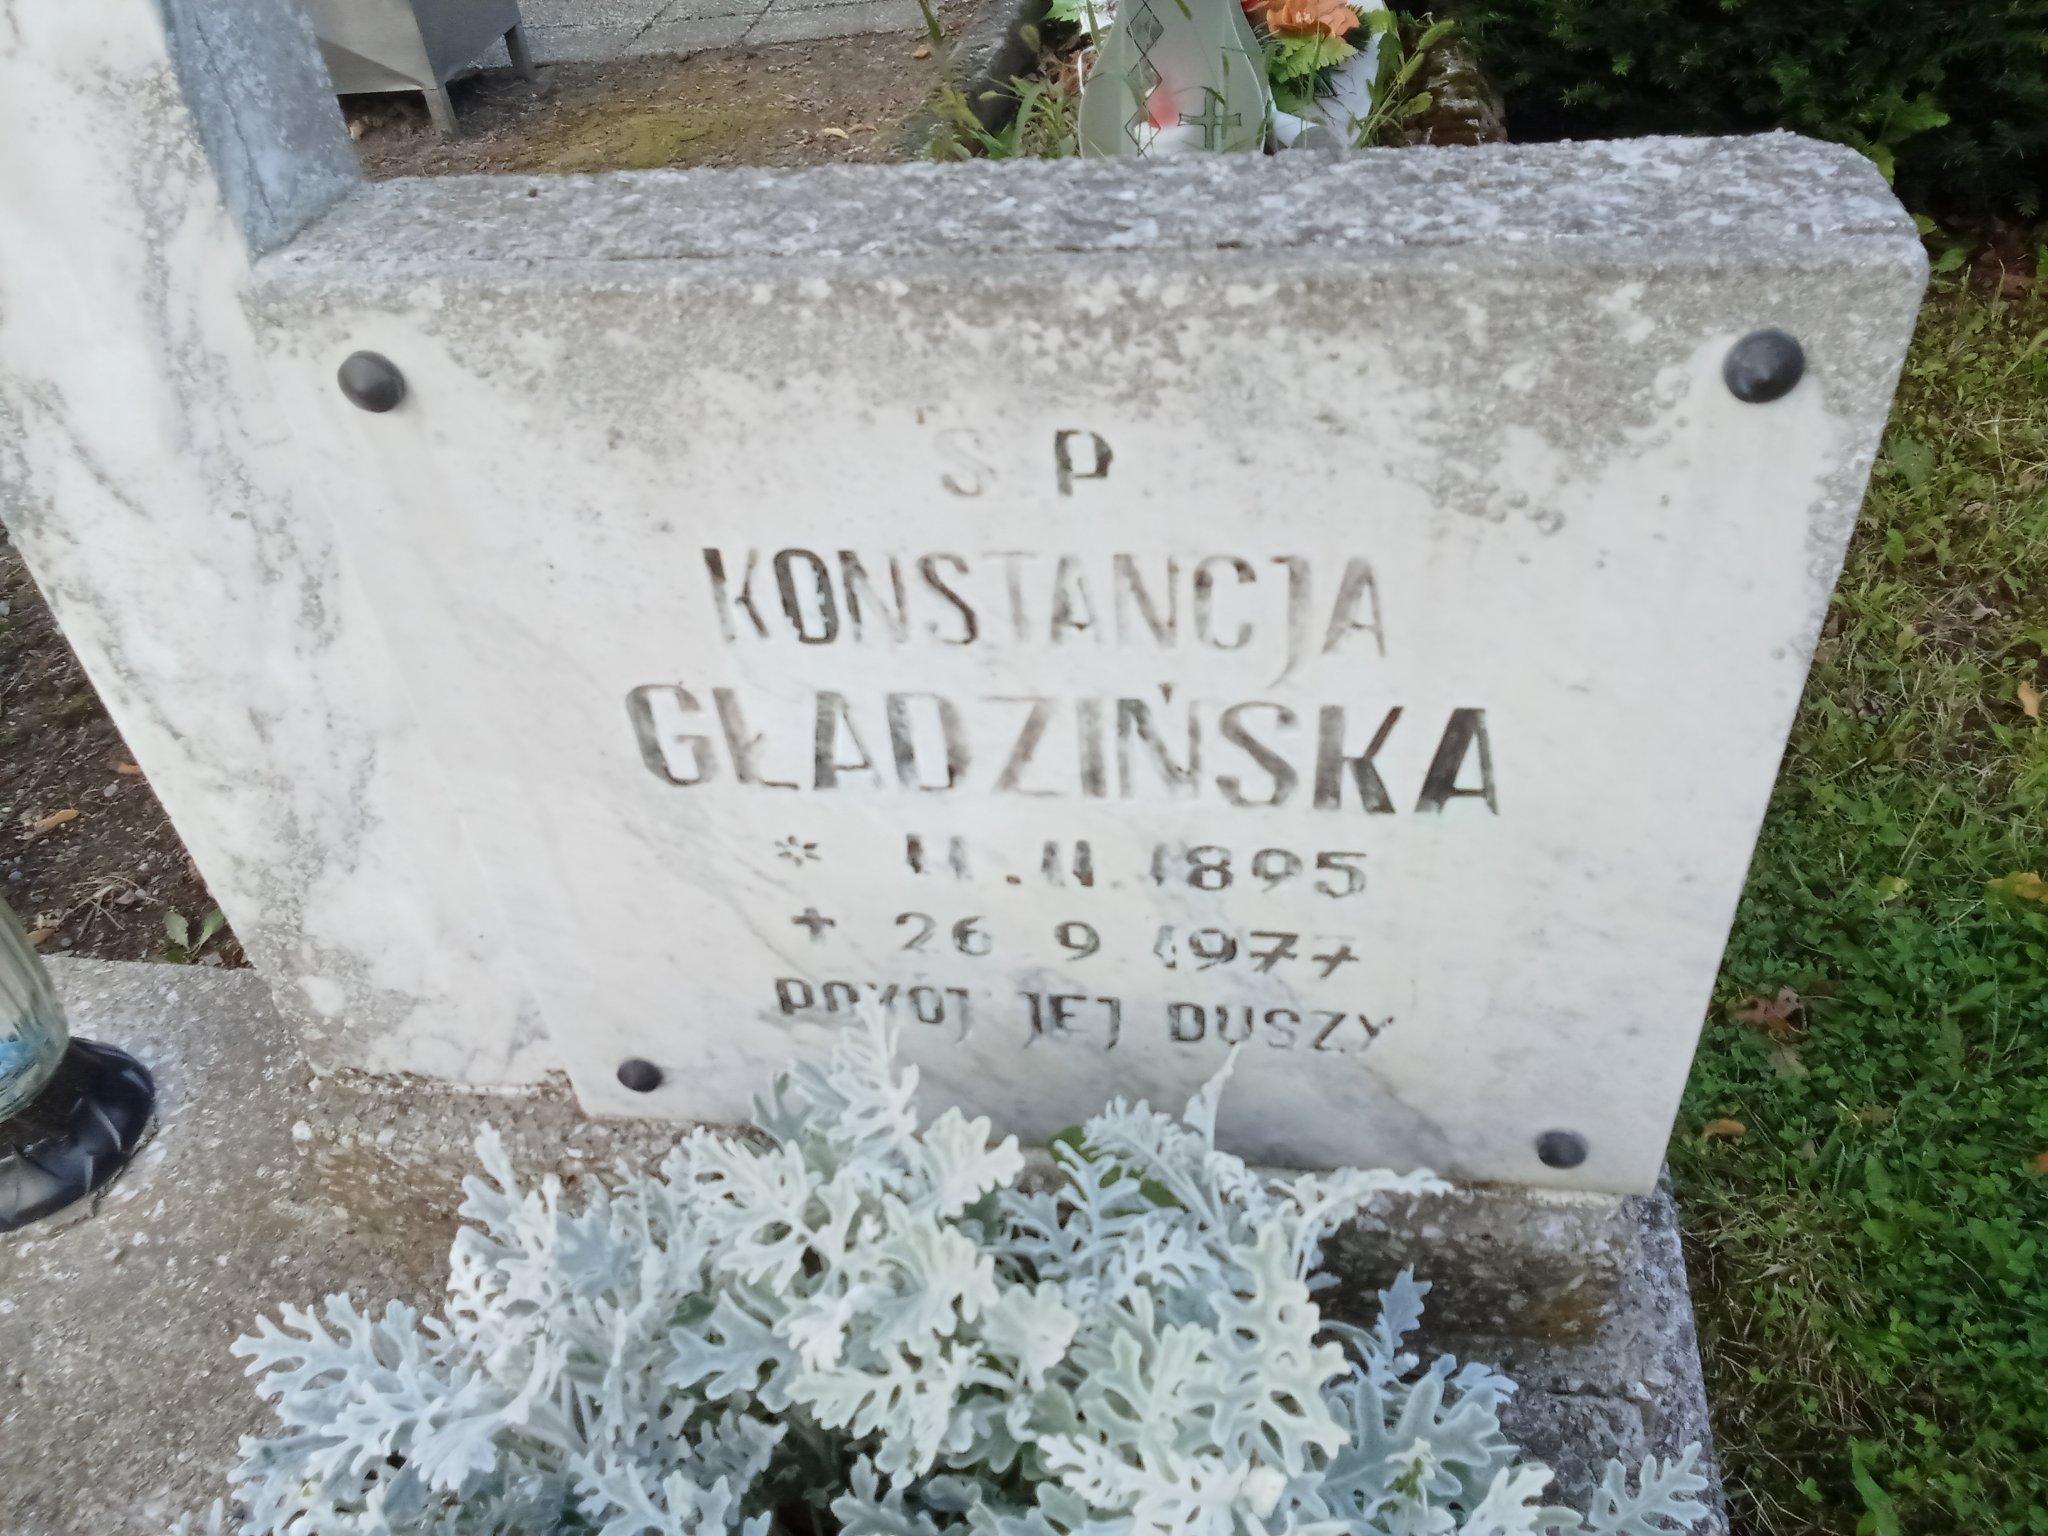 S P
KONSTANCJA
GŁADZIŃSKA
* 11.11.1895
+ 26 9 1977
POKÓJ JEJ DUSZY